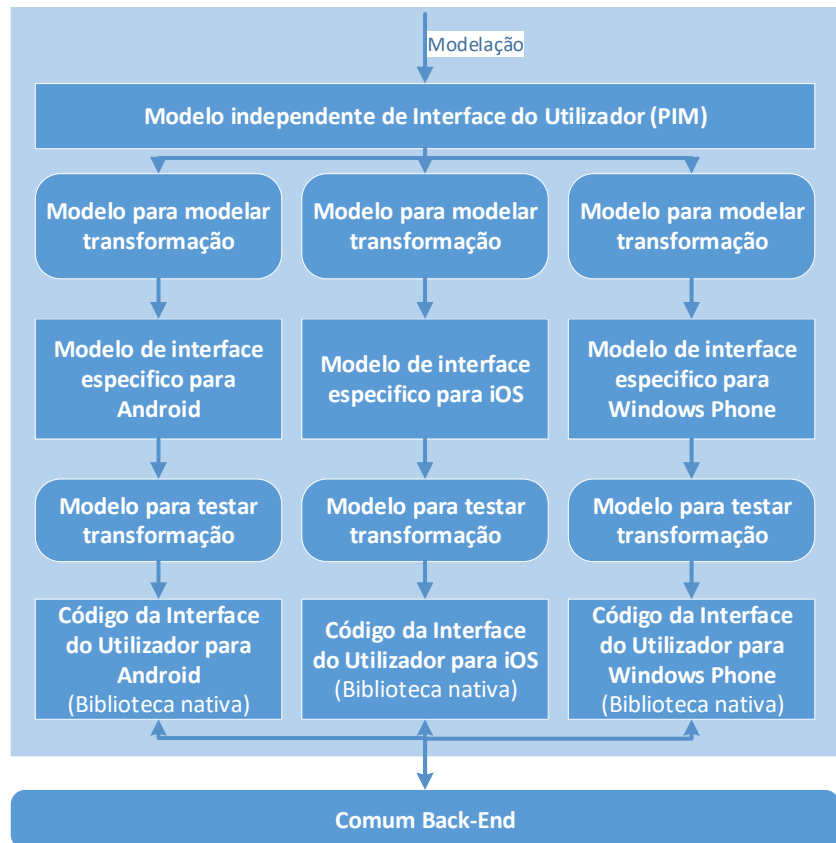 Modelação
Modelo independente de Interface do Utilizador (PIM)
Modelo para modelar
transformação
Modelo para modelar
transformação
Modelo para modelar
transformação
Modelo de interface
especifico para
Android
Modelo de interface
especifico para iOS
Modelo de interface
especifico para
Windows Phone
Modelo para testar
transformação
Modelo para testar
transformação
Modelo para testar
transformação
Código da Interface
do Utilizador para
Android
(Biblioteca nativa)
Código da Interface
do Utilizador para iOS
(Biblioteca nativa)
Código da Interface
do Utilizador para
Windows Phone
(Biblioteca nativa)
Comum Back-End